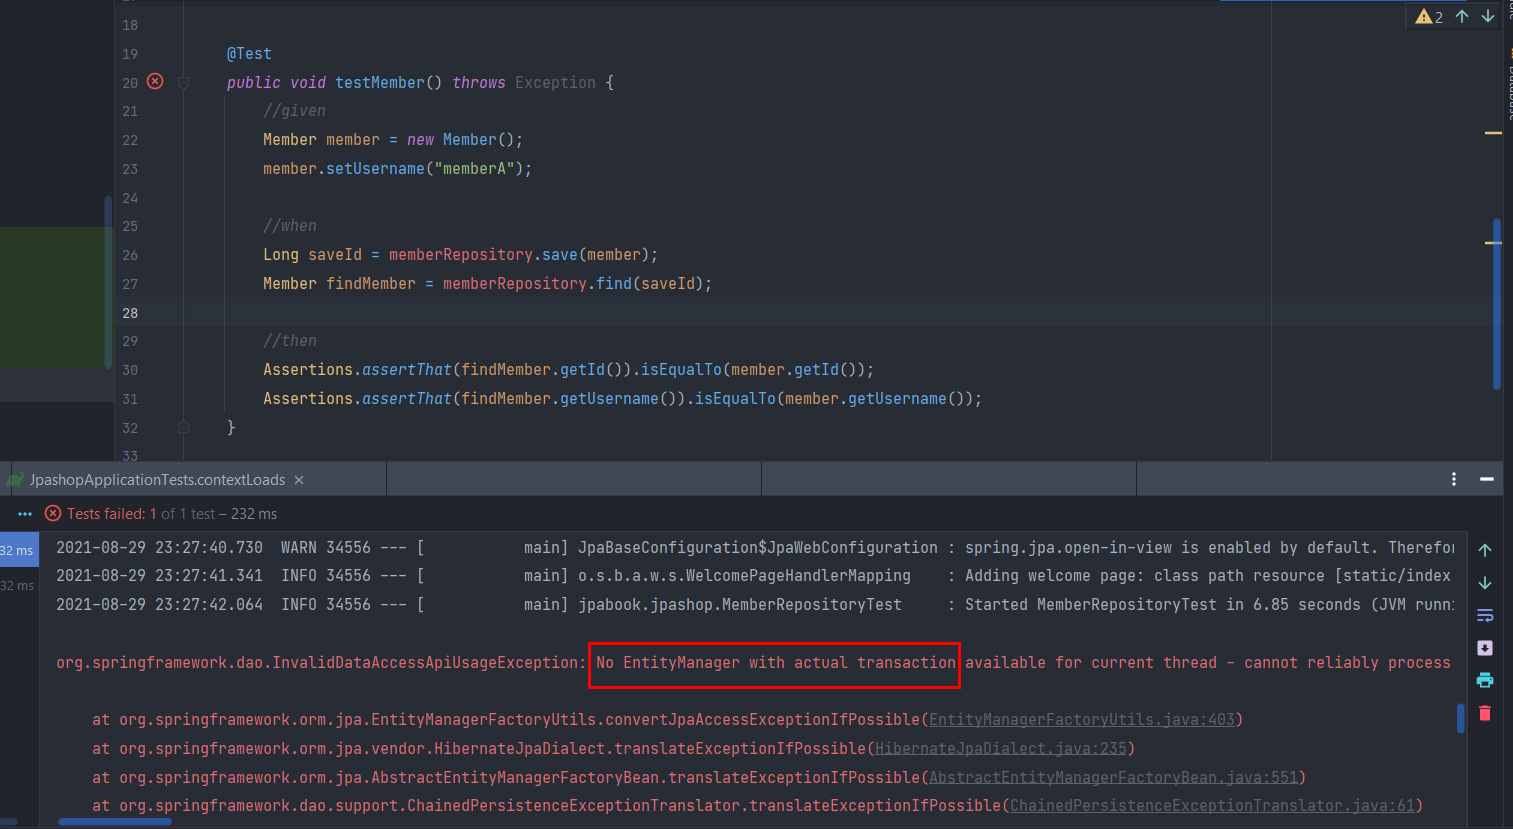 18
2
19 @Test
20 public void testMember() throws Exception {
21 //given
22 Member member = new Member();
23 member.setUsername("memberA");
24
25 //when
26 Long saveId = memberRepository.save(member);
27 Member findMember = memberRepository.find(saveId);
28
29 //then
30 Assertions.assertThat(findMember.getId()).isEqualTo(member.getId());
31 Assertions.assertThat(findMember.getUsername()).isEqualTo(member.getUsername());
32 }
33
JpashopApplicationTests.contextLoads ×
Tests failed: 1 of 1 test – 232 ms
32 ms
32 ms
2021-08-29 23:27:40.730 WARN 34556 --- [ main] JpaBaseConfiguration$JpaWebConfiguration : spring.jpa.open-in-view is enabled by default. Therefor
2021-08-29 23:27:41.341 INFO 34556 --- [ main] o.s.b.a.w.s.WelcomePageHandlerMapping : Adding welcome page: class path resource [static/index
2021-08-29 23:27:42.064 INFO 34556 --- [ main] jpabook.jpashop.MemberRepositoryTest : Started MemberRepositoryTest in 6.85 seconds (JVM runni
org.springframework.dao.InvalidDataAccessApiUsageException: No EntityManager with actual transaction available for current thread - cannot reliably process
at org.springframework.orm.jpa.EntityManagerFactoryUtils.convertJpaAccessExceptionIfPossible(EntityManagerFactoryUtils.java:403)
at org.springframework.orm.jpa.vendor.HibernateJpaDialect.translateExceptionIfPossible(HibernateJpaDialect.java:235)
at org.springframework.orm.jpa.AbstractEntityManagerFactoryBean.translateExceptionIfPossible(AbstractEntityManagerFactoryBean.java:551)
at org.springframework.dao.support.ChainedPersistenceExceptionTranslator.translateExceptionIfPossible(ChainedPersistenceExceptionTranslator.java:61)